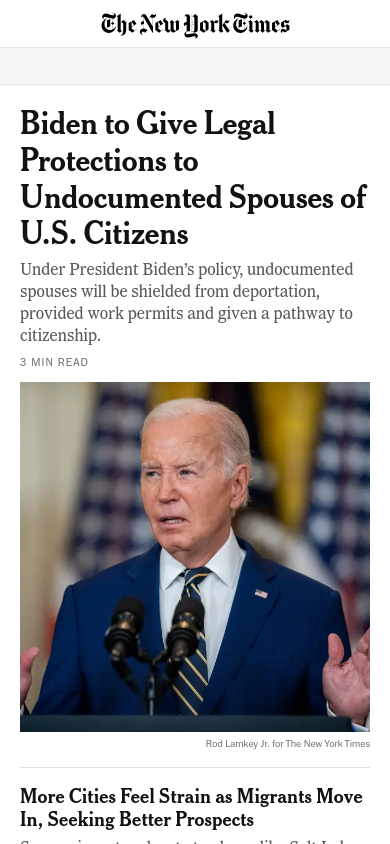 The New York Times
Biden to Give Legal
Protections to
Undocumented Spouses of
U.S. Citizens
Under President Biden’s policy, undocumented
spouses will be shielded from deportation,
provided work permits and given a pathway to
citizenship.
3 MIN READ
Rod Lamkey Jr. for The New York Times
More Cities Feel Strain as Migrants Move
In, Seeking Better Prospects